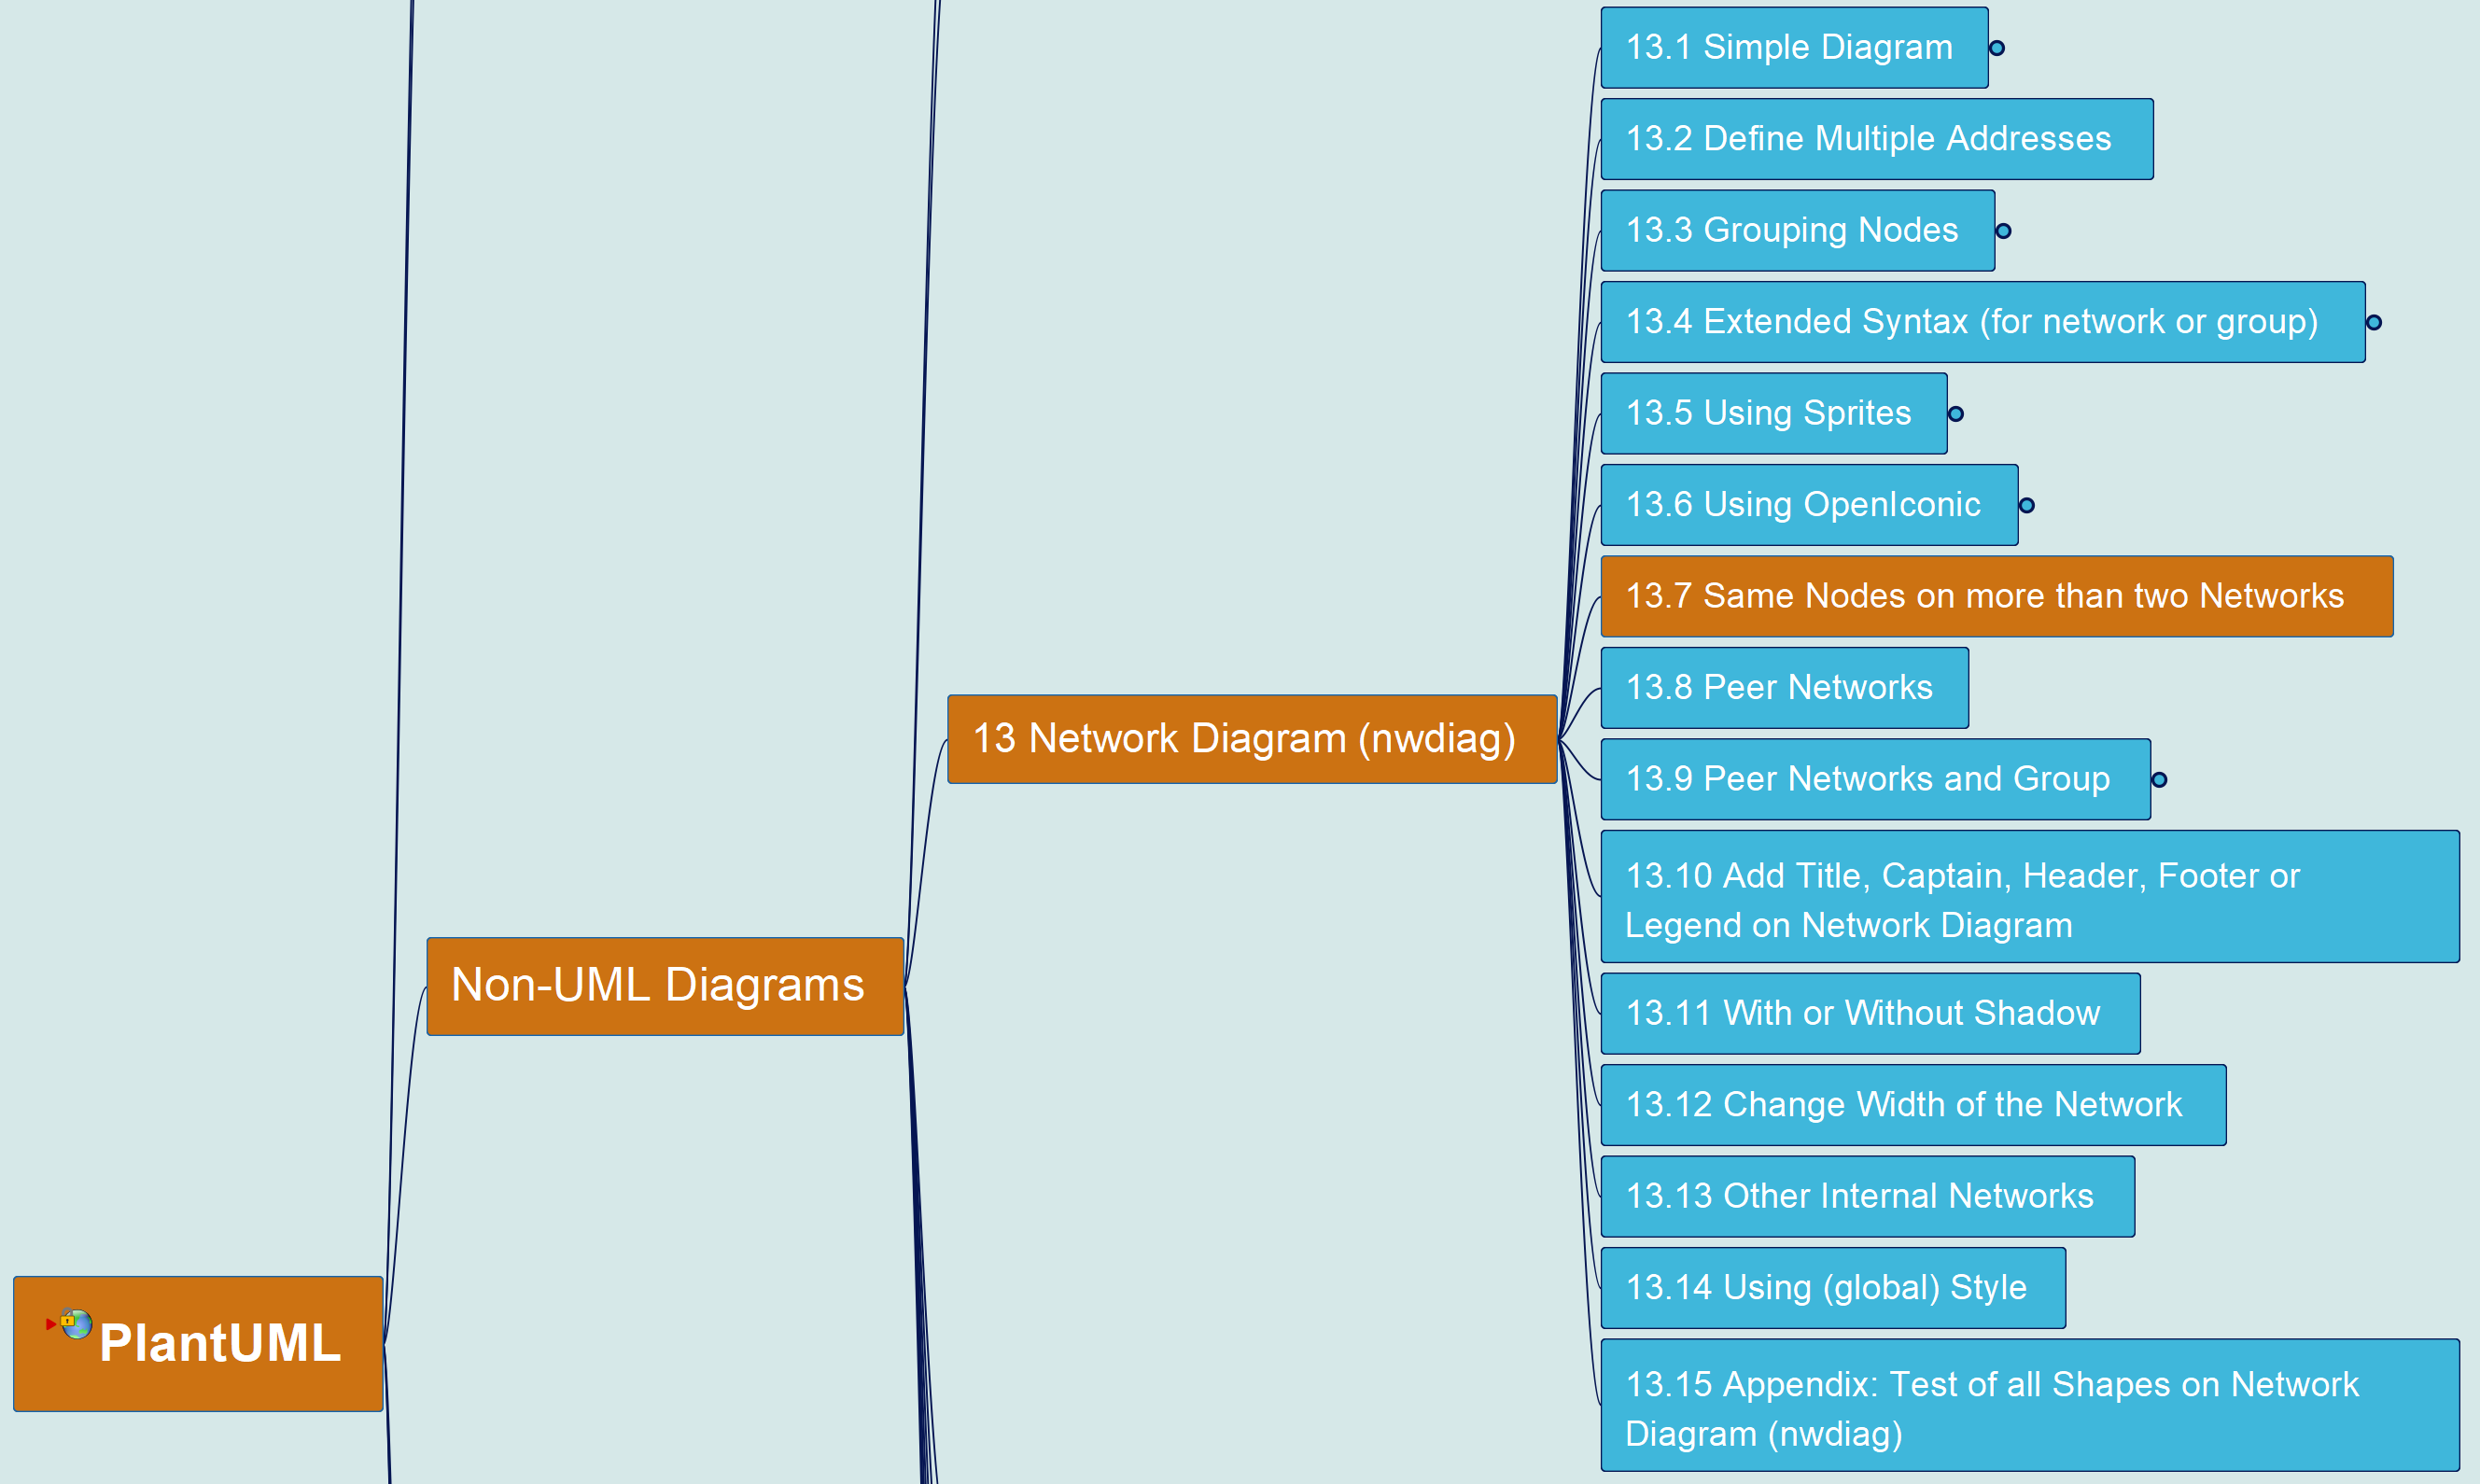 13.1 Simple Diagram
13.2 Define Multiple Addresses
13.3 Grouping Nodes
13.4 Extended Syntax (for network or group)
13.5 Using Sprites
13.6 Using OpenIconic
13.7 Same Nodes on more than two Networks
13.8 Peer Networks
13 Network Diagram (nwdiag)
13.9 Peer Networks and Group
13.10 Add Title, Captain, Header, Footer or
Legend on Network Diagram
Non-UML Diagrams
13.11 With or Without Shadow
13.12 Change Width of the Network
13.13 Other Internal Networks
13.14 Using (global) Style
PlantUML
13.15 Appendix: Test of all Shapes on Network
Diagram (nwdiag)